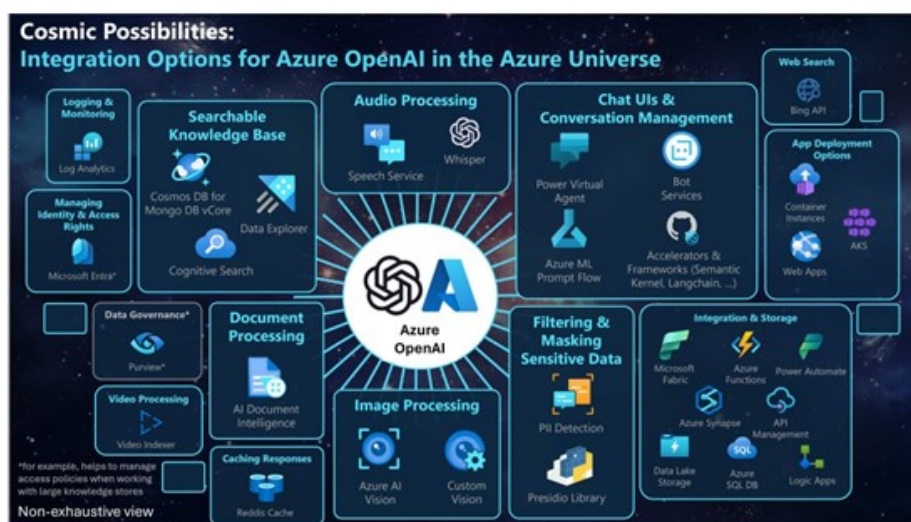 Cosmic Possibilities:
Integration Options for Azure OpenAI in the Azure Universe
Logging &
Monitoring
Log Analytics
Managing
Identity & Access
Rights
Microsoft Entra*
Searchable
Knowledge Base
Cosmos DB for
Mongo DB vCore
Data Explorer
Cognitive Search
Audio Processing
Speech Service
Whisper
Chat UIs &
Conversation Management
Power Virtual
Agent
Bot
Services
Azure ML
Prompt Flow
Accelerators &
Frameworks (Semantic
Kernel, Langchain, ...)
Web Search
Bing API
App Deployment
Options
Container
Instances
AKS
Web Apps
Azure
OpenAI
Data Governance*
Purview*
Video Processing
Video Indexer
Document
Processing
AI Document
Intelligence
Caching Responses
Reddis Cache
Image Processing
Azure AI
Vision
Custom
Vision
Filtering &
Masking
Sensitive Data
PII Detection
Presidio Library
Integration & Storage
Microsoft
Fabric
Azure
Functions
Power Automate
Azure Synapse
API
Management
Data Lake
Storage
SQL
Azure
SQL DB
Logic Apps
*for example, helps to manage
access policies when working
with large knowledge stores
Non-exhaustive view